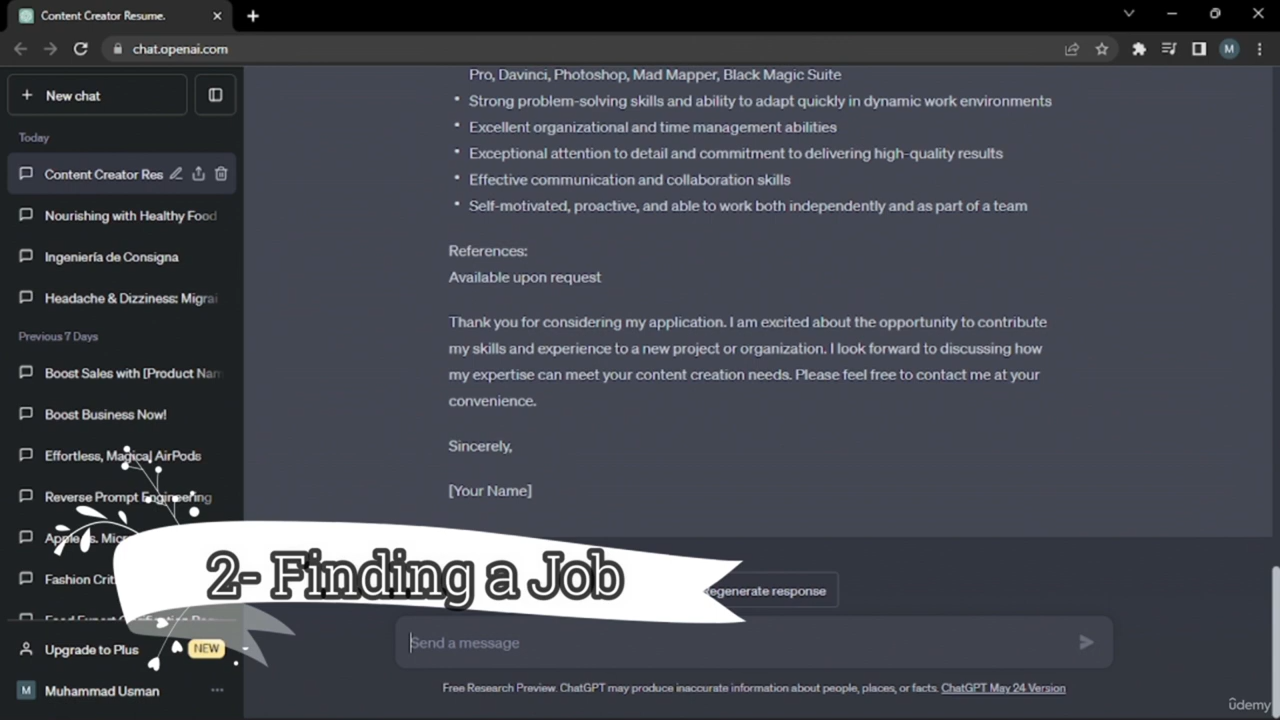 Content Creator Resume.
chat.openai.com
M
New chat
Today
Content Creator Res
Nourishing with Healthy Food
Ingeniería de Consigna
Headache & Dizziness: Migrai
Previous 7 Days
Boost Sales with [Product Nam
Boost Business Now!
Effortless, Magical AirPods
Reverse Prompt Engineering
Fashion
Upgrade to Plus
NEW
M
Muhammad Usman
Pro, Davinci, Photoshop, Mad Mapper, Black Magic Suite
• Strong problem-solving skills and ability to adapt quickly in dynamic work environments
• Excellent organizational and time management abilities
• Exceptional attention to detail and commitment to delivering high-quality results
• Effective communication and collaboration skills
• Self-motivated, proactive, and able to work both independently and as part of a team
References:
Available upon request
Thank you for considering my application. I am excited about the opportunity to contribute
my skills and experience to a new project or organization. I look forward to discussing how
my expertise can meet your content creation needs. Please feel free to contact me at your
convenience.
Sincerely,
[Your Name]
2- Finding a Job
egenerate response
Send a message
Free Research Preview. ChatGPT may produce inaccurate information about people, places, or facts. ChatGPT May 24 Version
ûdemy